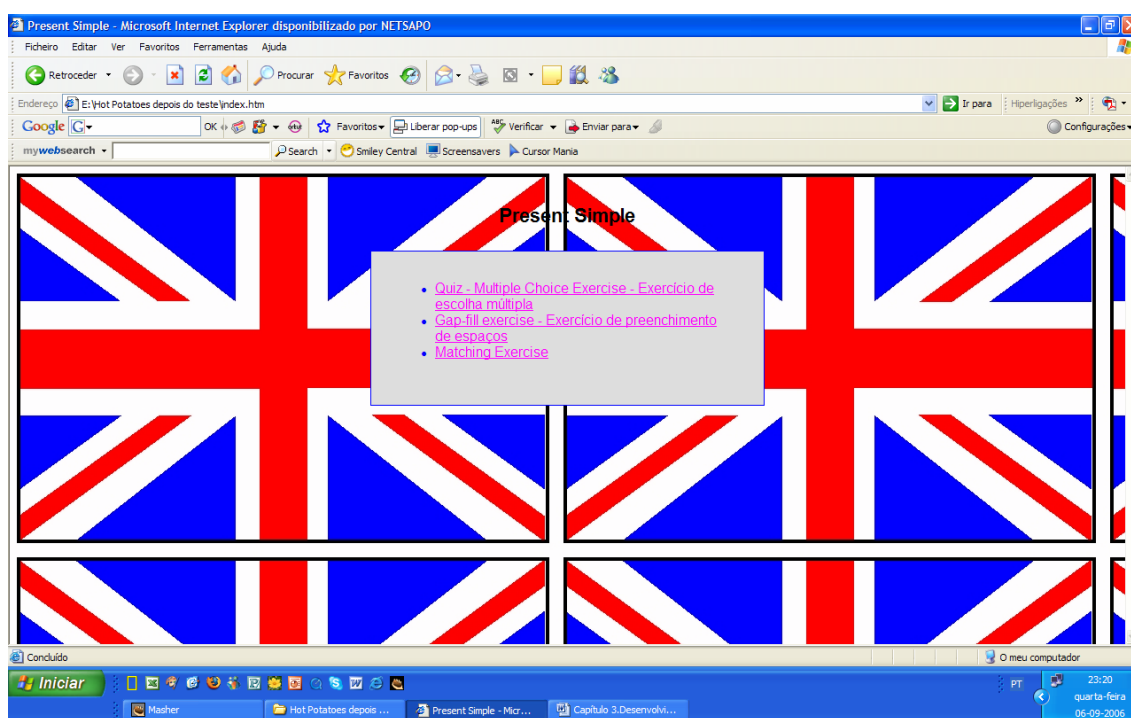 Present Simple - Microsoft Internet Explorer disponibilizado por NETSAPO
Ficheiro Editar Ver Favoritos Ferramentas Ajuda
Retroceder Procurar Favoritos
Endereço E:\Hot Potatoes depois do teste\index.htm Ir para Hiperligações »
Google G OK Favoritos Liberar pop-ups ABC Verificar Enviar para Configurações
mywebsearch Search Smiley Central Screensavers Cursor Mania
Present Simple
• Quiz - Multiple Choice Exercise - Exercício de
escolha múltipla
• Gap-fill exercise - Exercício de preenchimento
de espaços
• Matching Exercise
Concluído O meu computador
Iniciar PT 23:20
quarta-feira
Masher Hot Potatoes depois ... Present Simple - Micr... Capítulo 3.Desenvolvi...
06-09-2006